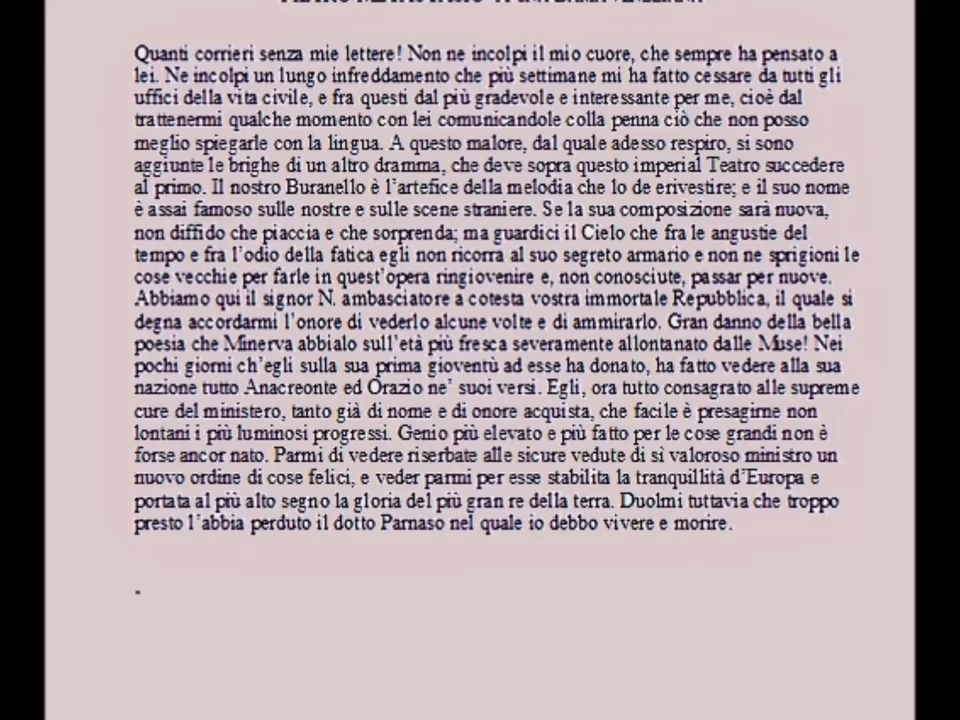 PIETRO METASTASIO A UNA DAMA VENEZIANA
Quanti corrieri senza mie lettere! Non ne incolpi il mio cuore, che sempre ha pensato a
lei. Ne incolpi un lungo infreddamento che più settimane mi ha fatto cessare da tutti gli
uffici della vita civile, e fra questi dal più gradevole e interessante per me, cioè dal
trattenermi qualche momento con lei comunicandole colla penna ciò che non posso
meglio spiegarle con la lingua. A questo malore, dal quale adesso respiro, si sono
aggiunte le brighe di un altro dramma, che deve sopra questo imperial Teatro succedere
al primo. Il nostro Buranello è l'artefice della melodia che lo de erivestire; e il suo nome
è assai famoso sulle nostre e sulle scene straniere. Se la sua composizione sarà nuova,
non diffido che piaccia e che sorprenda; ma guardici il Cielo che fra le angustie del
tempo e fra l'odio della fatica egli non ricorra al suo segreto armario e non ne sprigioni le
cose vecchie per farle in quest'opera ringiovenire e, non conosciute, passar per nuove.
Abbiamo qui il signor N. ambasciatore a cotesta vostra immortale Repubblica, il quale si
degna accordarmi l'onore di vederlo alcune volte e di ammirarlo. Gran danno della bella
poesia che Minerva abbialo sull'età più fresca severamente allontanato dalle Muse! Nei
pochi giorni ch'egli sulla sua prima gioventù ad esse ha donato, ha fatto vedere alla sua
nazione tutto Anacreonte ed Orazio ne' suoi versi. Egli, ora tutto consagrato alle supreme
cure del ministero, tanto già di nome e di onore acquista, che facile è presagirne non
lontani i più luminosi progressi. Genio più elevato e più fatto per le cose grandi non è
forse ancor nato. Parmi di vedere riserbate alle sicure vedute di sì valoroso ministro un
nuovo ordine di cose felici, e veder parmi per esse stabilita la tranquillità d'Europa e
portata al più alto segno la gloria del più gran re della terra. Duolmi tuttavia che troppo
presto l'abbia perduto il dotto Parnaso nel quale io debbo vivere e morire.
.